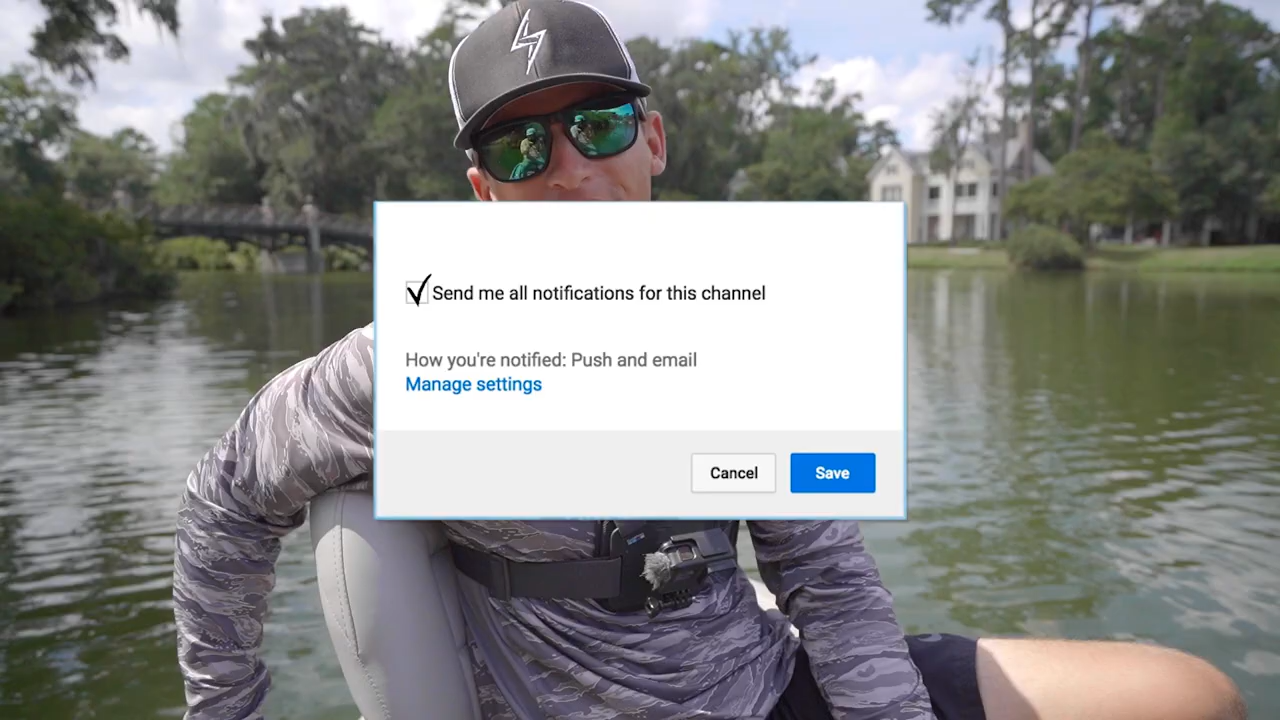 Send me all notifications for this channel
How you're notified: Push and email
Manage settings
Cancel
Save